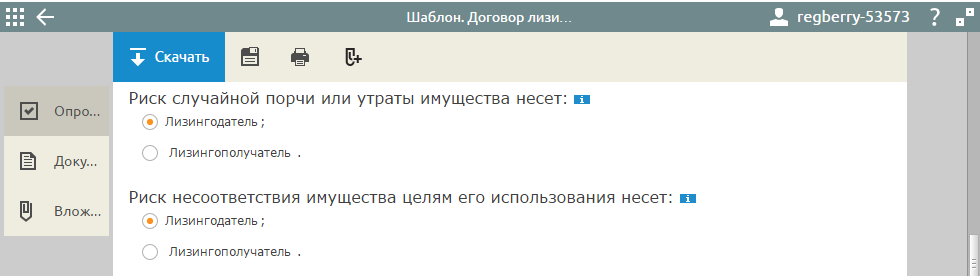 Шаблон. Договор лизи...
regberry-53573
?
Скачать
Опро...
Доку...
Влож...
Риск случайной порчи или утраты имущества несет: i
Лизингодатель ;
Лизингополучатель .
Риск несоответствия имущества целям его использования несет: i
Лизингодатель ;
Лизингополучатель .